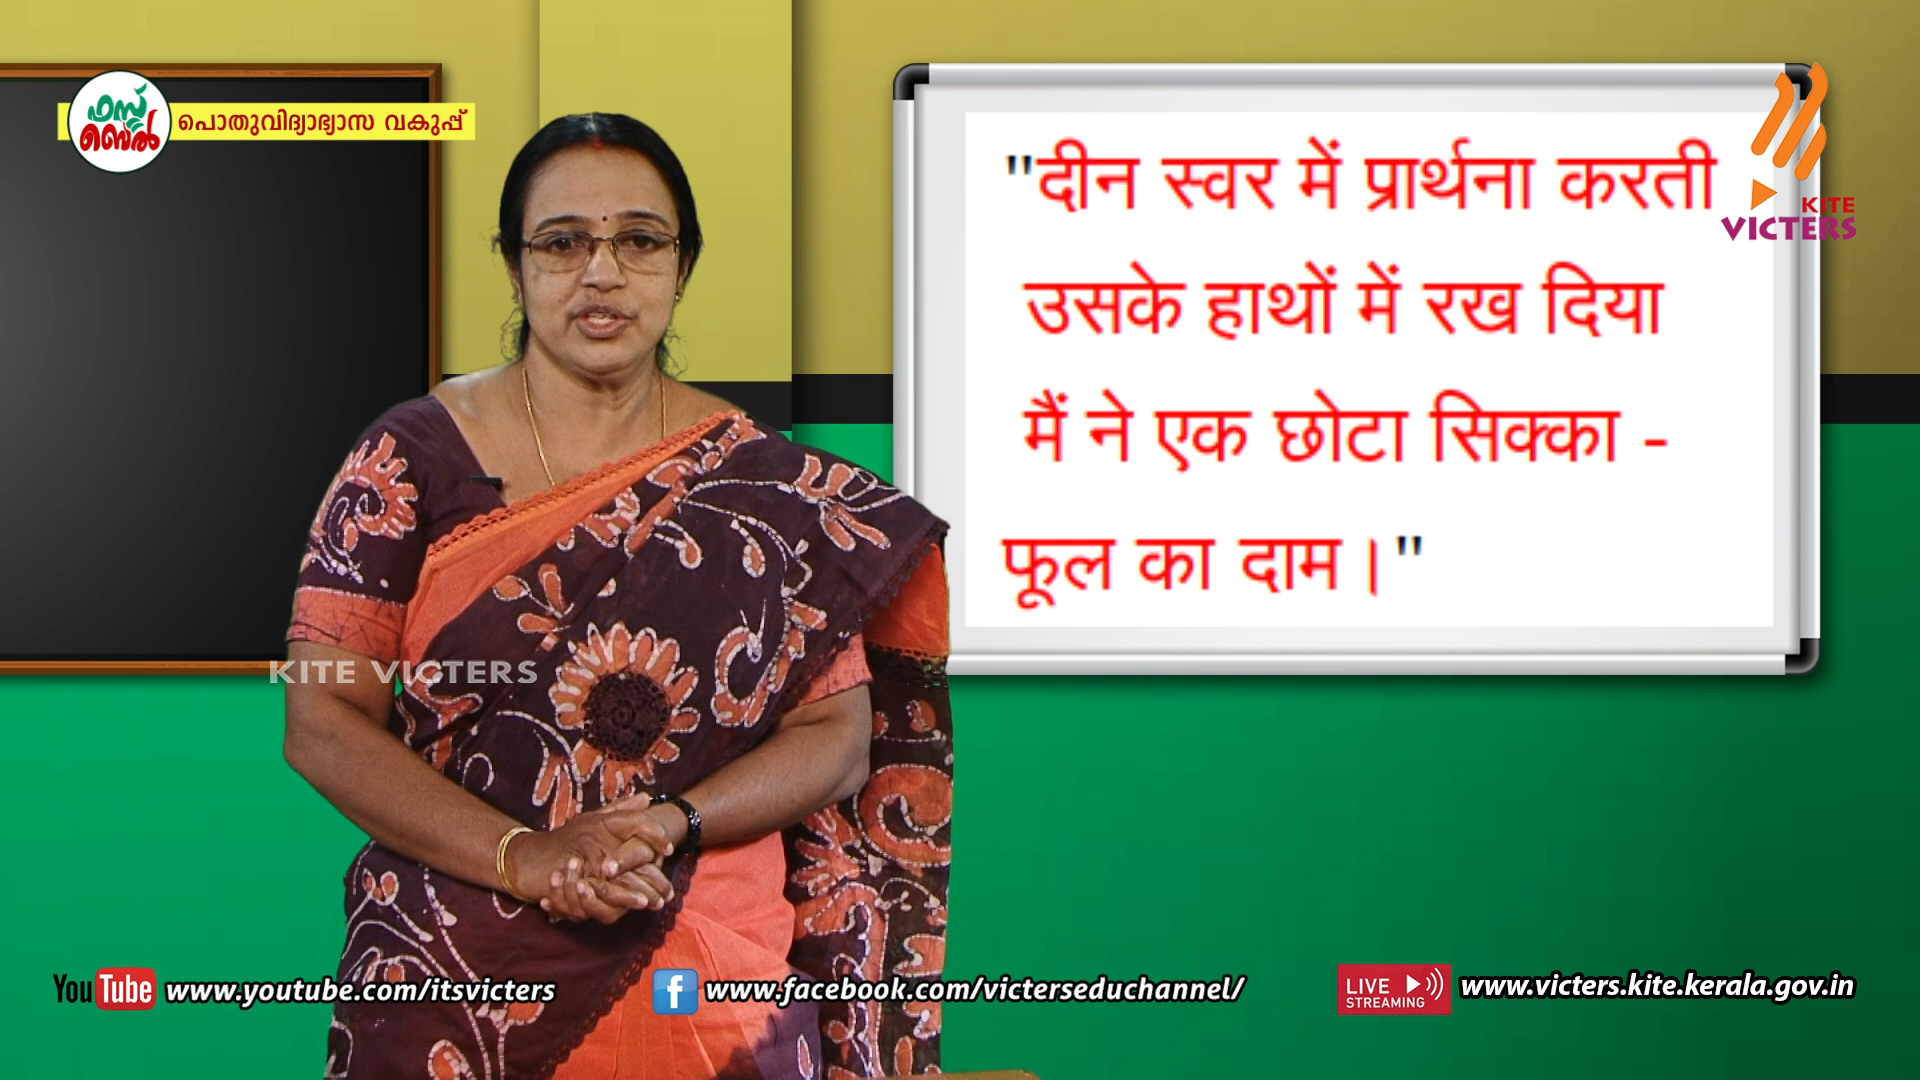 ഫസ്റ്റ്
ബെൽ
പൊതുവിദ്യാഭ്യാസ വകുപ്പ്
"दीन स्वर में प्रार्थना करती
उसके हाथों में रख दिया
मैं ने एक छोटा सिक्का -
फूल का दाम।"
KITE
VICTERS
KITE VICTERS
YouTube www.youtube.com/itsvicters
f www.facebook.com/victerseduchannel/
LIVE
STREAMING
www.victers.kite.kerala.gov.in